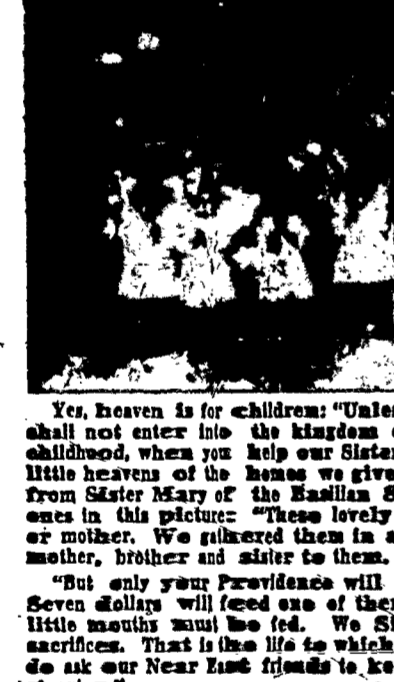 Yes, heaven is for children: "Unle
shall not enter into the kingdom
childhood, when you help our Siste
little heavens of the homes we give
from Sister Mary of the Basilian S
ones in this picture: "These lovely
or mother. We gathered them in a
mother, brother and sister to them.
"But only your Providence will
Seven dollars will feed one of the
little mouths must be fed. We Si
sacrifices. That is the life to which
do ask our Near East friends to ke